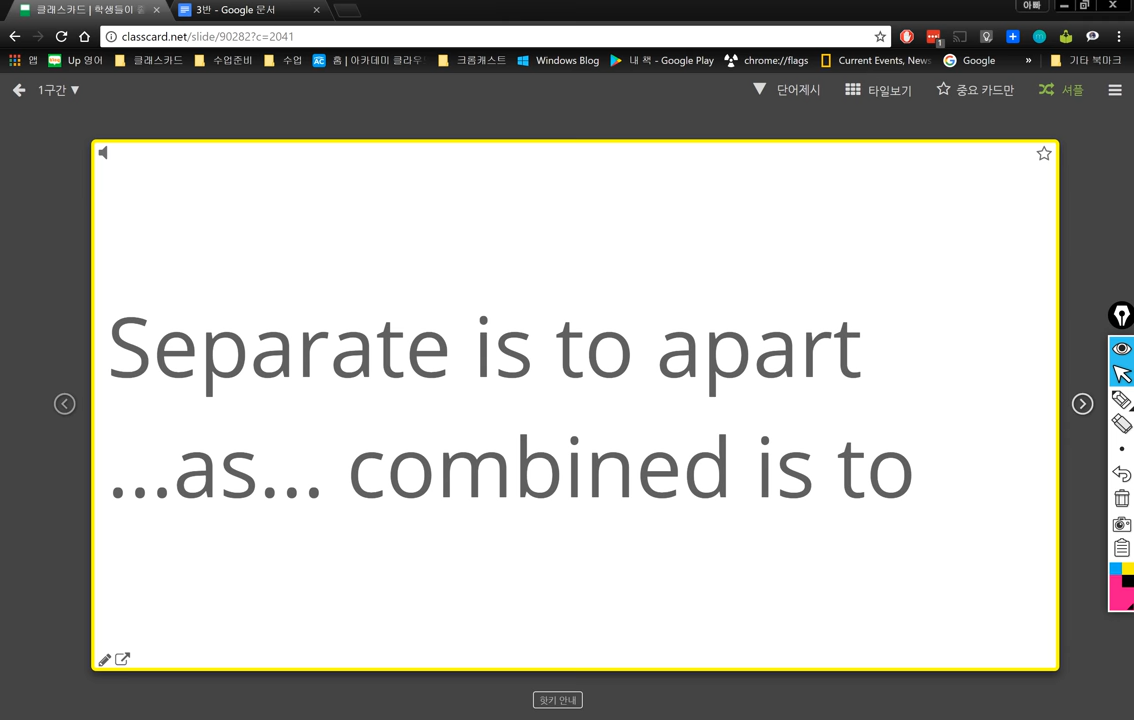 클래스카드 | 학생들이 
3반 - Google 문서
아빠
classcard.net/slide/90282?c=2041
1
앱
Up 영어
클래스카드
수업준비
수업
AC
홈 | 아카데미 클라우
크롬캐스트
Windows Blog
내 책 - Google Play
chrome://flags
Current Events, News
Google
»
기타 북마크
1구간 ▼
▼ 단어제시
타일보기
중요 카드만
셔플
Separate is to apart
...as... combined is to
핫키 안내